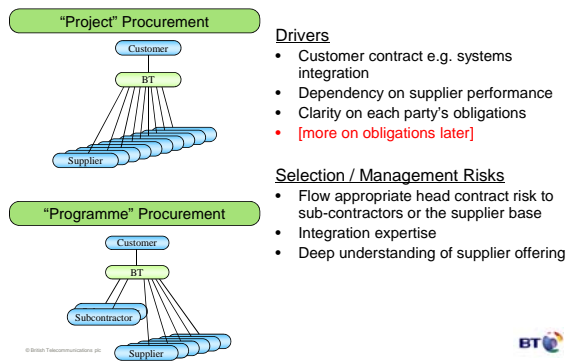 “Project” Procurement
Customer
BT
Supplier
“Programme” Procurement
Customer
BT
Subcontractor
Supplier
Drivers
• Customer contract e.g. systems
integration
• Dependency on supplier performance
• Clarity on each party’s obligations
• [more on obligations later]
Selection / Management Risks
• Flow appropriate head contract risk to
sub-contractors or the supplier base
• Integration expertise
• Deep understanding of supplier offering
© British Telecommunications plc
BT